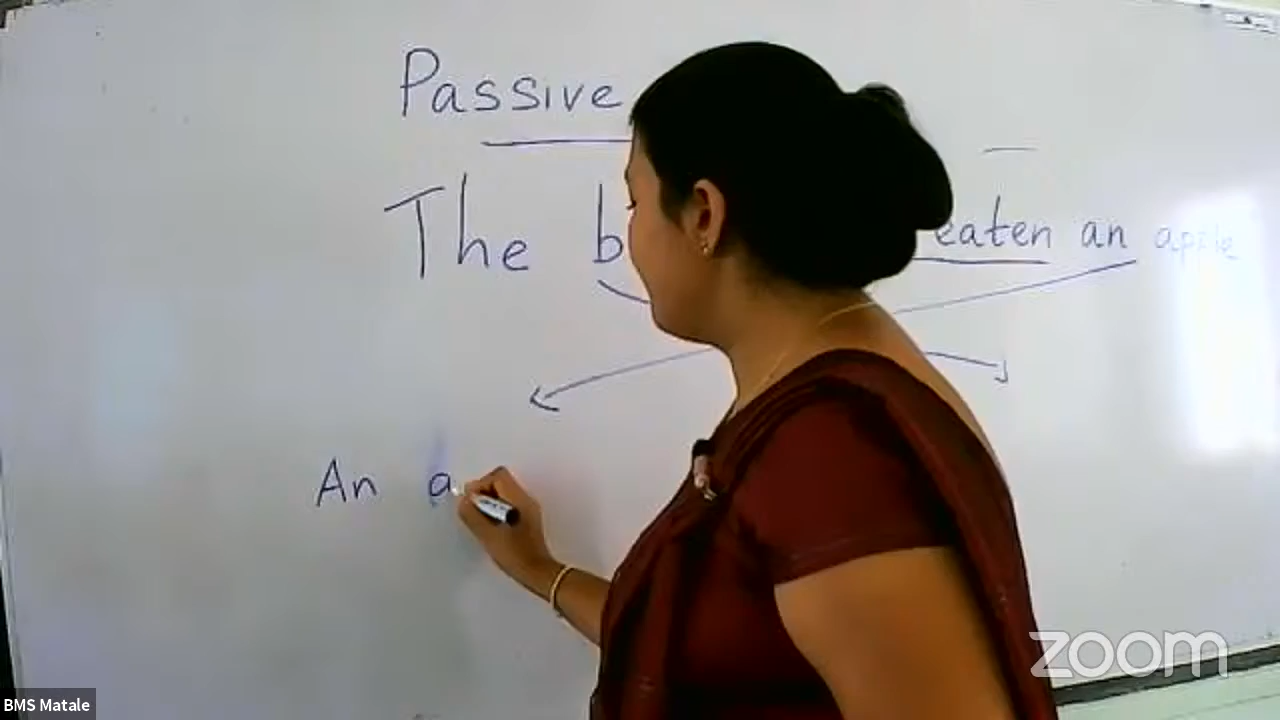 Passive
The b eaten an apple
An a
zoom
BMS Matale